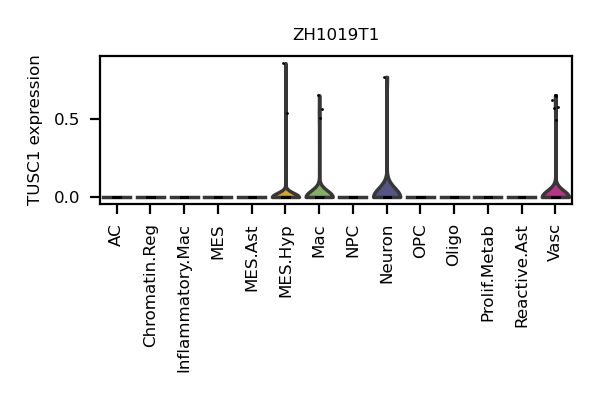 ZH1019T1
TUSC1 expression
0.5
0.0
AC
Chromatin.Reg
Inflammatory.Mac
MES
MES.Ast
MES.Hyp
Mac
NPC
Neuron
OPC
Oligo
Prolif.Metab
Reactive.Ast
Vasc